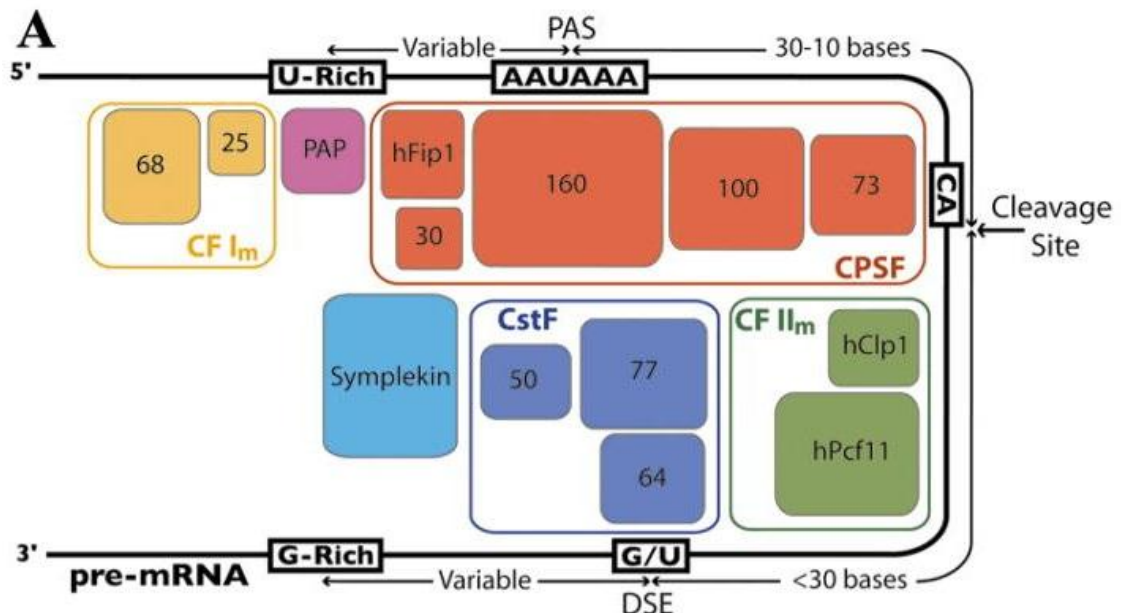 A
PAS
Variable
30-10 bases
5'
U-Rich
AAUAAA
68
25
PAP
hFip1
160
100
73
30
CF Im
CPSF
CA
Cleavage
Site
Symplekin
CstF
50
77
64
CF IIm
hClp1
hPcf11
3'
G-Rich
G/U
pre-mRNA
Variable
<30 bases
DSE